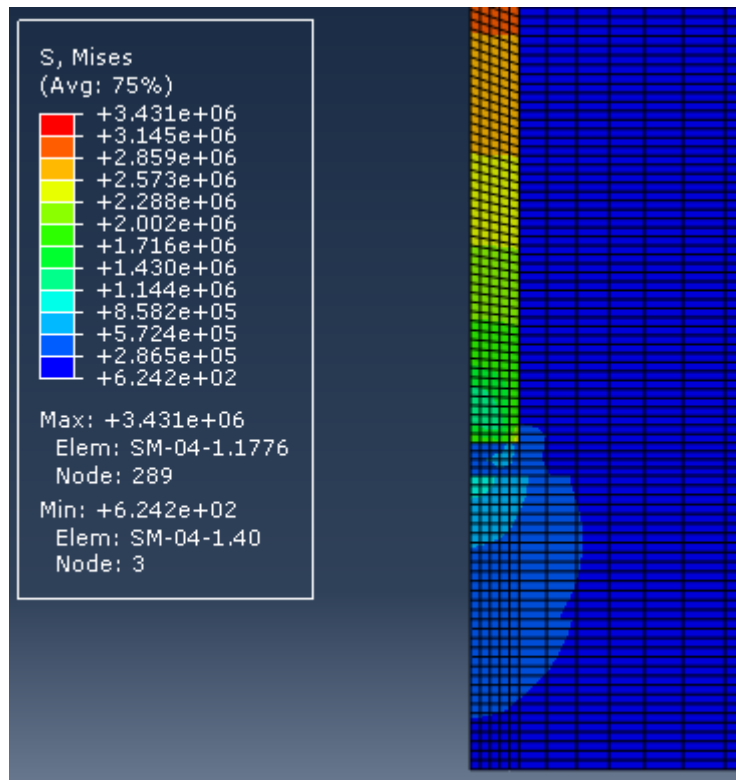 S, Mises
(Avg: 75%)
+3.431e+06
+3.145e+06
+2.859e+06
+2.573e+06
+2.288e+06
+2.002e+06
+1.716e+06
+1.430e+06
+1.144e+06
+8.582e+05
+5.724e+05
+2.865e+05
+6.242e+02
Max: +3.431e+06
Elem: SM-04-1.1776
Node: 289
Min: +6.242e+02
Elem: SM-04-1.40
Node: 3